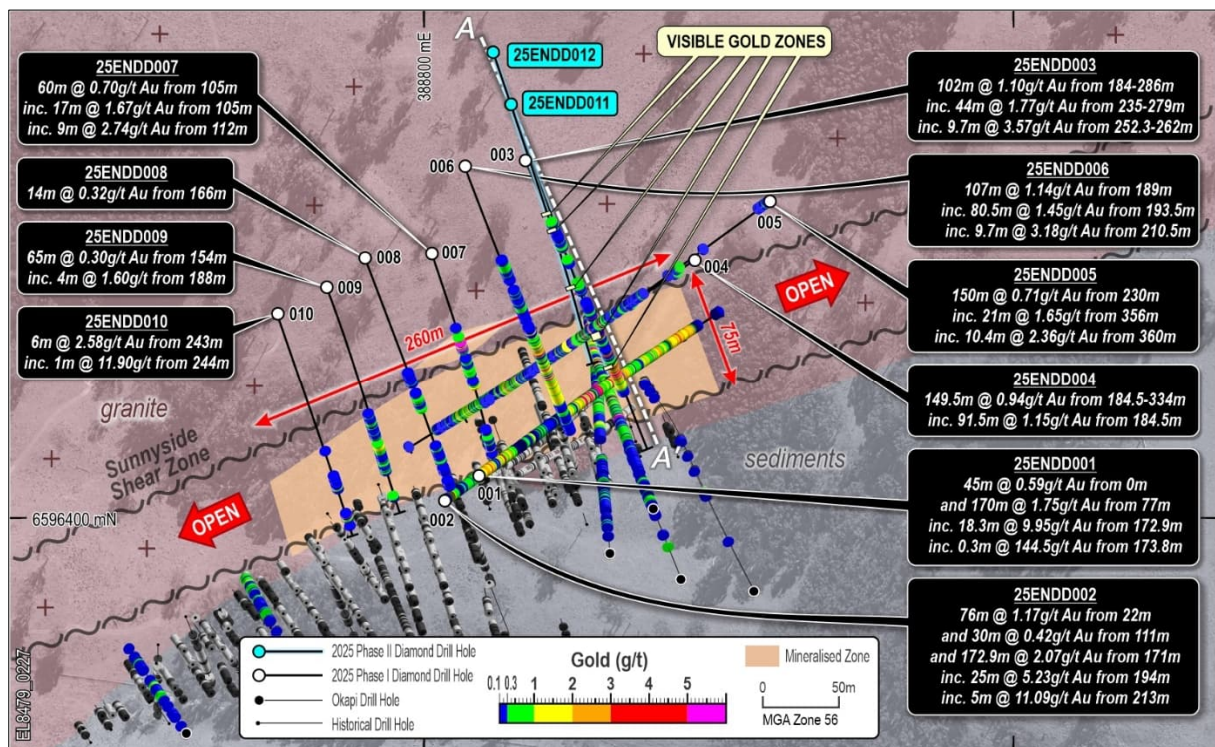 25ENDD007
60m @ 0.70g/t Au from 105m
inc. 17m @ 1.67g/t Au from 105m
inc. 9m @ 2.74g/t Au from 112m
25ENDD008
14m @ 0.32g/t Au from 166m
25ENDD009
65m @ 0.30g/t Au from 154m
inc. 4m @ 1.60g/t Au from 188m
25ENDD010
6m @ 2.58g/t Au from 243m
inc. 1m @ 11.90g/t Au from 244m
388800 mE
A
25ENDD012
25ENDD011
VISIBLE GOLD ZONES
003
006
007
008
009
010
005
004
001
002
260m
75m
OPEN
OPEN
granite
Sunnyside
Shear Zone
sediments
A'
6596400 mN
25ENDD003
102m @ 1.10g/t Au from 184-286m
inc. 44m @ 1.77g/t Au from 235-279m
inc. 9.7m @ 3.57g/t Au from 252.3-262m
25ENDD006
107m @ 1.14g/t Au from 189m
inc. 80.5m @ 1.45g/t Au from 193.5m
inc. 9.7m @ 3.18g/t Au from 210.5m
25ENDD005
150m @ 0.71g/t Au from 230m
inc. 21m @ 1.65g/t Au from 356m
inc. 10.4m @ 2.36g/t Au from 360m
25ENDD004
149.5m @ 0.94g/t Au from 184.5-334m
inc. 91.5m @ 1.15g/t Au from 184.5m
25ENDD001
45m @ 0.59g/t Au from 0m
and 170m @ 1.75g/t Au from 77m
inc. 18.3m @ 9.95g/t Au from 172.9m
inc. 0.3m @ 144.5g/t Au from 173.8m
25ENDD002
76m @ 1.17g/t Au from 22m
and 30m @ 0.42g/t Au from 111m
and 172.9m @ 2.07g/t Au from 171m
inc. 25m @ 5.23g/t Au from 194m
inc. 5m @ 11.09g/t Au from 213m
2025 Phase II Diamond Drill Hole
2025 Phase I Diamond Drill Hole
Okapi Drill Hole
Historical Drill Hole
Gold (g/t)
0.1 0.3 1 2 3 5
Mineralised Zone
0 50m
MGA Zone 56
EL8479_0227